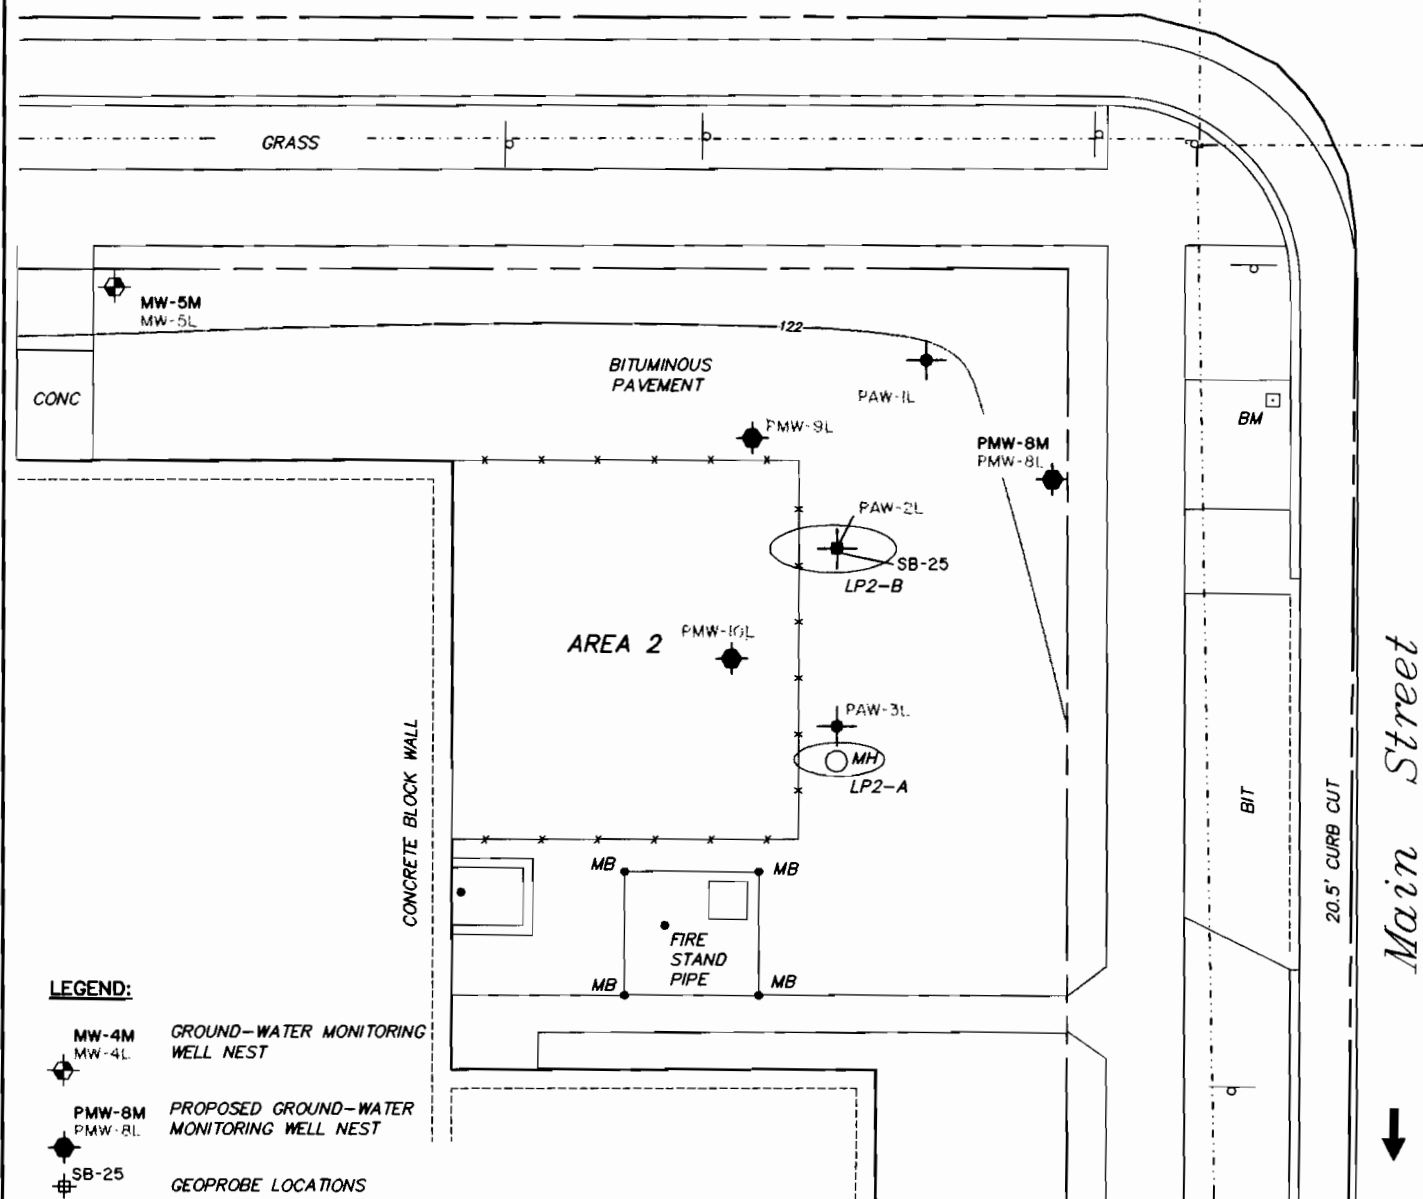 GRASS
MW-5M
MW-5L
122
BITUMINOUS
PAVEMENT
CONC
PAW-1L
BM
PMW-9L
PMW-8M
PMW-8L
PAW-2L
SB-25
LP2-B
AREA 2
PMW-10L
PAW-3L
MH
LP2-A
CONCRETE BLOCK WALL
BIT
20.5' CURB CUT
Main Street
MB
MB
FIRE
STAND
PIPE
MB
MB
LEGEND:
MW-4M
MW-4L
GROUND-WATER MONITORING
WELL NEST
PMW-8M
PMW-8L
PROPOSED GROUND-WATER
MONITORING WELL NEST
SB-25
GEOPROBE LOCATIONS